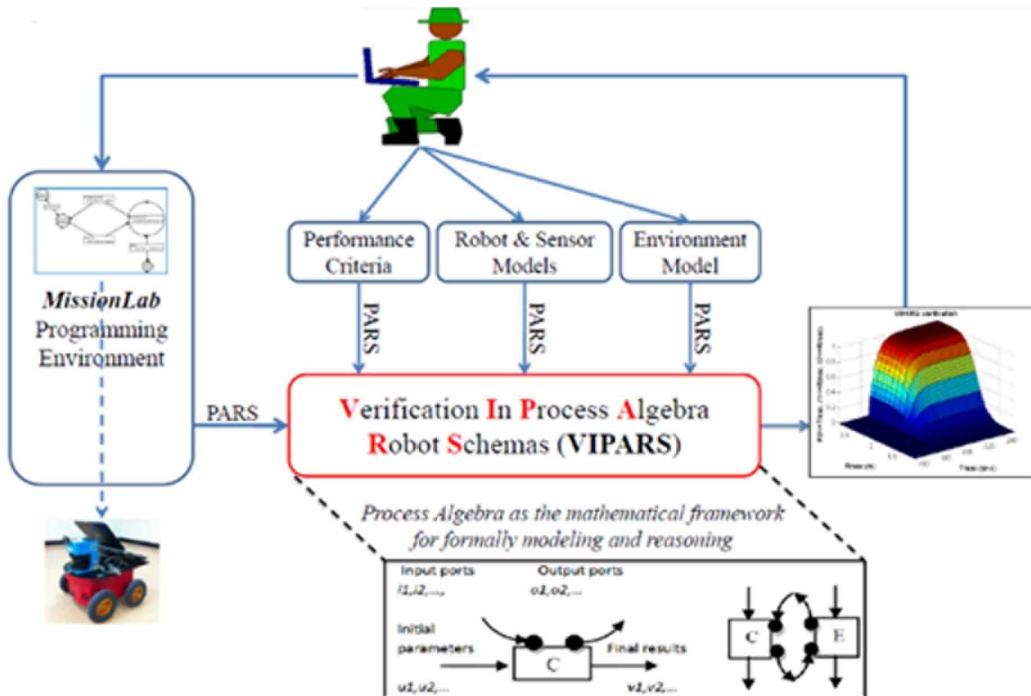 Performance
Criteria
Robot & Sensor
Models
Environment
Model
MissionLab
Programming
Environment
PARS
PARS
PARS
PARS
Verification In Process Algebra
Robot Schemas (VIPARS)
Process Algebra as the mathematical framework
for formally modeling and reasoning
Input ports
i1,i2,...,
Output ports
o1,o2,...
Initial
parameters
u1,u2,...
C
Final results
v1,v2,...
C
E